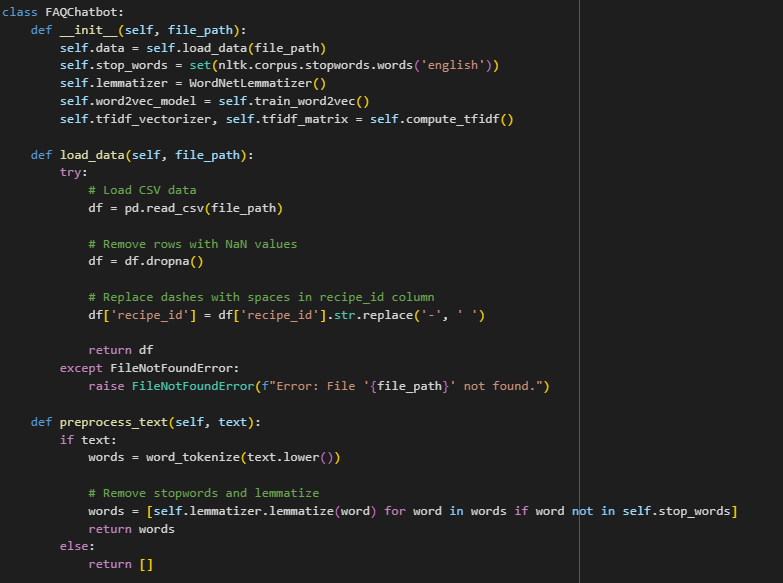 class FAQChatbot:
    def __init__(self, file_path):
        self.data = self.load_data(file_path)
        self.stop_words = set(nltk.corpus.stopwords.words('english'))
        self.lemmatizer = WordNetLemmatizer()
        self.word2vec_model = self.train_word2vec()
        self.tfidf_vectorizer, self.tfidf_matrix = self.compute_tfidf()

    def load_data(self, file_path):
        try:
            # Load CSV data
            df = pd.read_csv(file_path)

            # Remove rows with NaN values
            df = df.dropna()

            # Replace dashes with spaces in recipe_id column
            df['recipe_id'] = df['recipe_id'].str.replace('-', ' ')

            return df
        except FileNotFoundError:
            raise FileNotFoundError(f"Error: File '{file_path}' not found.")

    def preprocess_text(self, text):
        if text:
            words = word_tokenize(text.lower())

            # Remove stopwords and lemmatize
            words = [self.lemmatizer.lemmatize(word) for word in words if word not in self.stop_words]
            return words
        else:
            return []